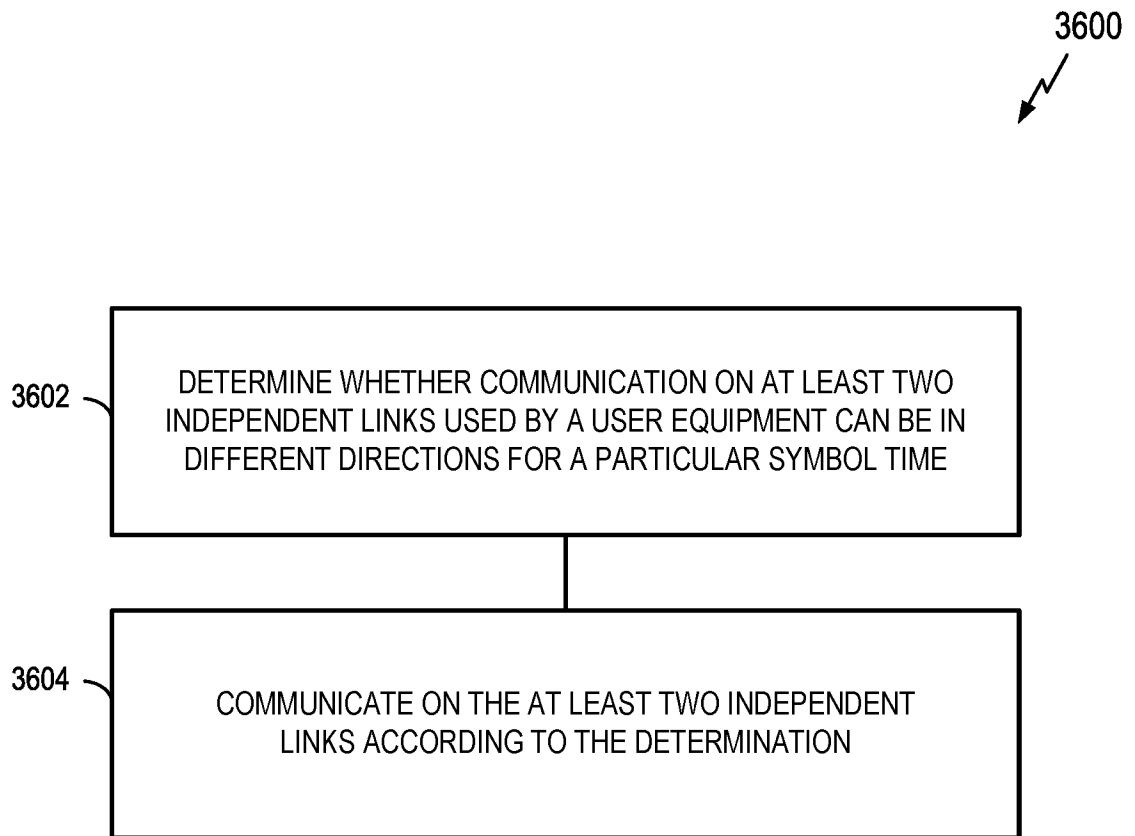 3600
3602
DETERMINE WHETHER COMMUNICATION ON AT LEAST TWO
INDEPENDENT LINKS USED BY A USER EQUIPMENT CAN BE IN
DIFFERENT DIRECTIONS FOR A PARTICULAR SYMBOL TIME
3604
COMMUNICATE ON THE AT LEAST TWO INDEPENDENT
LINKS ACCORDING TO THE DETERMINATION